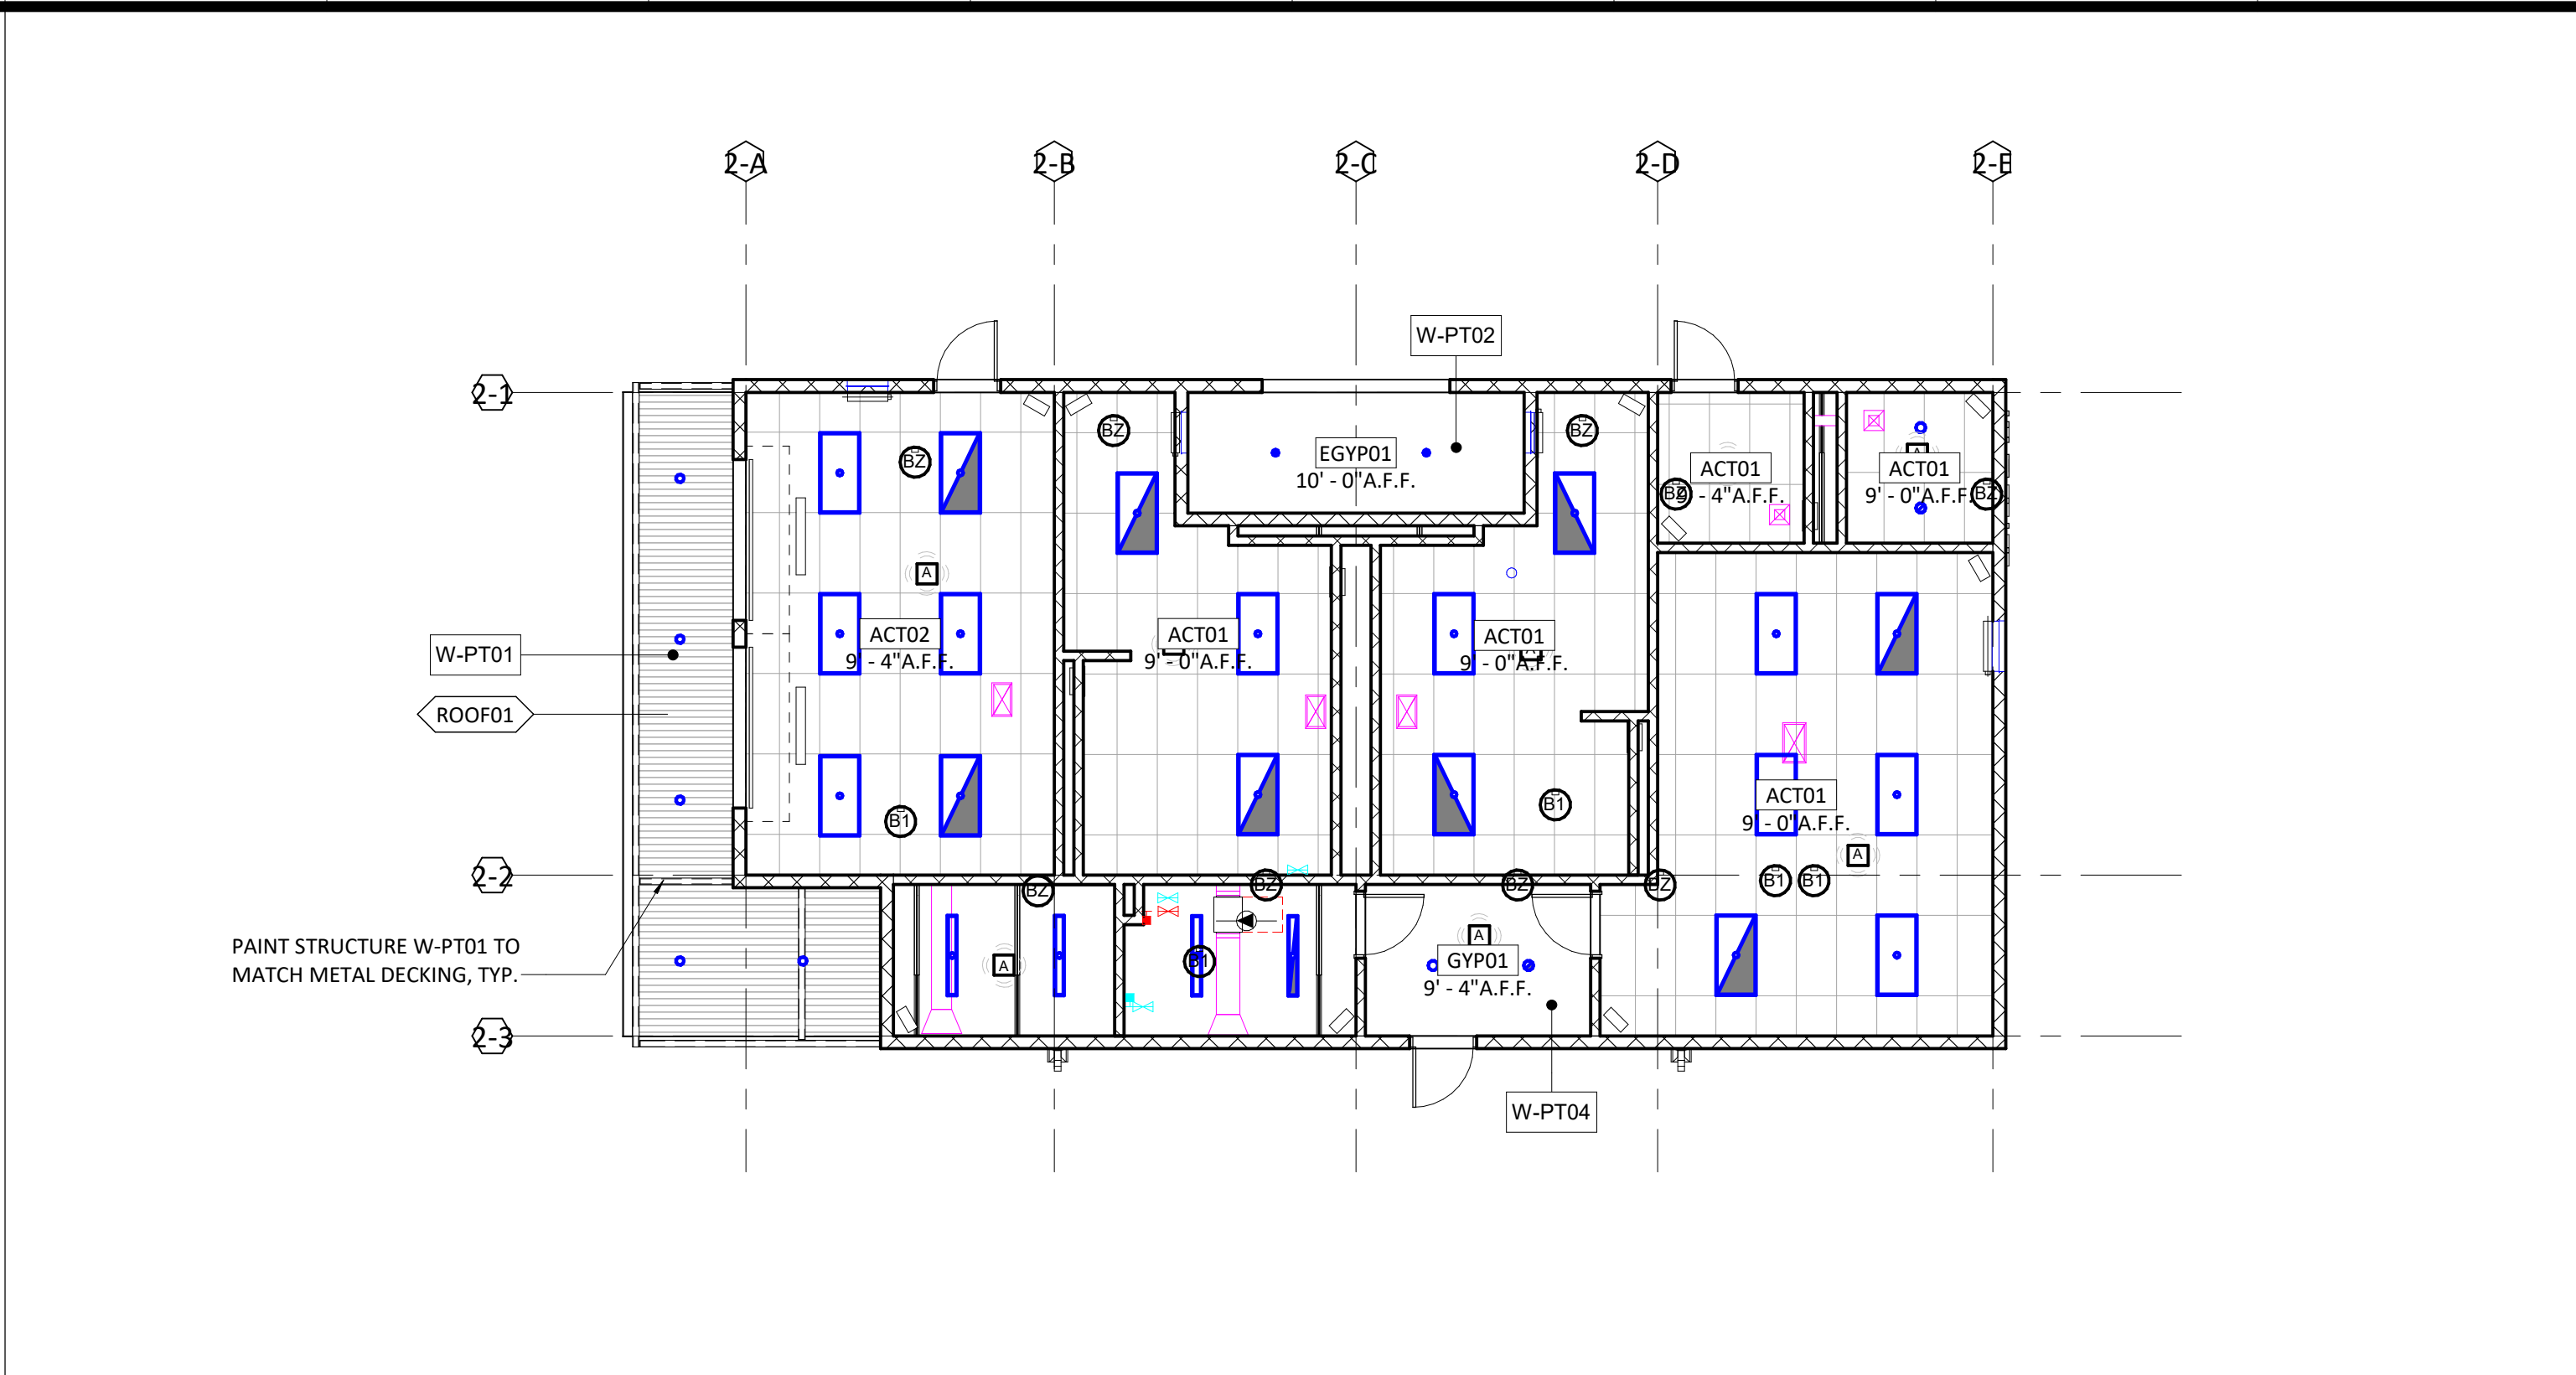 2-A
2-B
2-C
2-D
2-E
W-PT02
2-1
BZ
BZ
BZ
EGYP01
10' - 0"A.F.F.
ACT01
9' - 4"A.F.F.
BZ
ACT01
9' - 0"A.F.F.
BZ
A
W-PT01
ACT02
9' - 4"A.F.F.
ACT01
9' - 0"A.F.F.
ACT01
9' - 0"A.F.F.
ROOF01
B1
B1
ACT01
9' - 0"A.F.F.
A
B1
B1
2-2
BZ
BZ
BZ
BZ
PAINT STRUCTURE W-PT01 TO
MATCH METAL DECKING, TYP.
A
B1
A
GYP01
9' - 4"A.F.F.
2-3
W-PT04